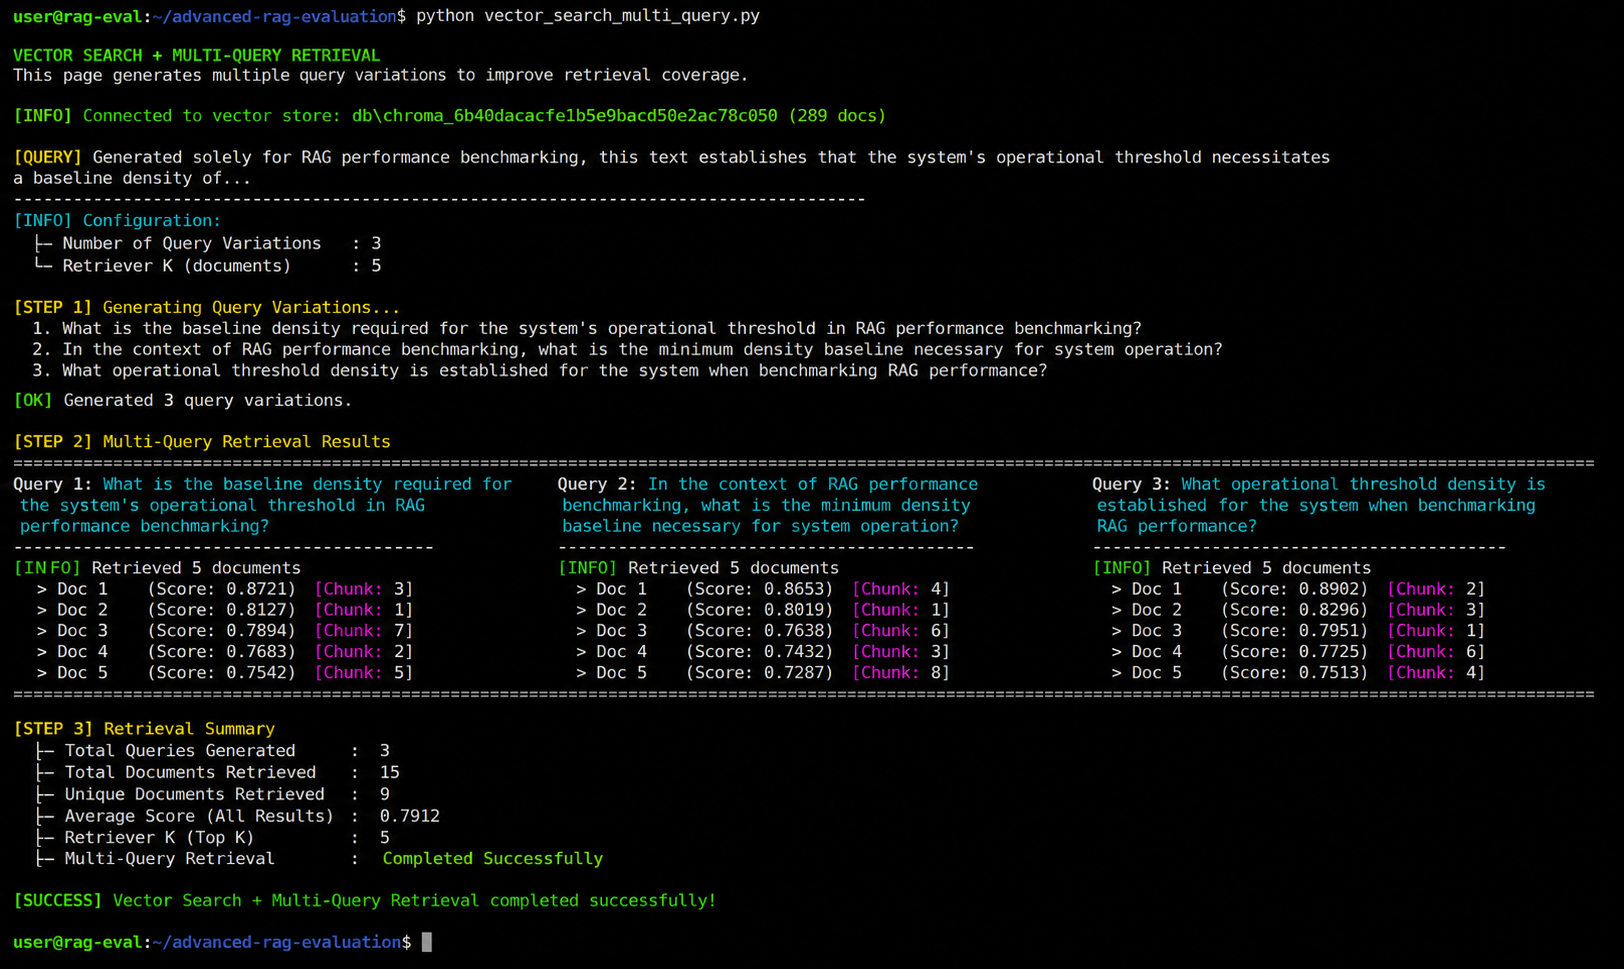 user@rag-eval:~/advanced-rag-evaluation$ python vector_search_multi_query.py
VECTOR SEARCH + MULTI-QUERY RETRIEVAL
This page generates multiple query variations to improve retrieval coverage.
[INFO] Connected to vector store: db\chroma_6b40dacacfe1b5e9bacd50e2ac78c050 (289 docs)
[QUERY] Generated solely for RAG performance benchmarking, this text establishes that the system's operational threshold necessitates
a baseline density of...
--------------------------------------------------------------------------------------
[INFO] Configuration:
├─ Number of Query Variations   : 3
└─ Retriever K (documents)      : 5
[STEP 1] Generating Query Variations...
1. What is the baseline density required for the system's operational threshold in RAG performance benchmarking?
2. In the context of RAG performance benchmarking, what is the minimum density baseline necessary for system operation?
3. What operational threshold density is established for the system when benchmarking RAG performance?
[OK] Generated 3 query variations.
[STEP 2] Multi-Query Retrieval Results
================================================================================
Query 1: What is the baseline density required for
the system's operational threshold in RAG
performance benchmarking?
------------------------------------------
[INFO] Retrieved 5 documents
> Doc 1    (Score: 0.8721)  [Chunk: 3]
> Doc 2    (Score: 0.8127)  [Chunk: 1]
> Doc 3    (Score: 0.7894)  [Chunk: 7]
> Doc 4    (Score: 0.7683)  [Chunk: 2]
> Doc 5    (Score: 0.7542)  [Chunk: 5]
Query 2: In the context of RAG performance
benchmarking, what is the minimum density
baseline necessary for system operation?
------------------------------------------
[INFO] Retrieved 5 documents
> Doc 1    (Score: 0.8653)  [Chunk: 4]
> Doc 2    (Score: 0.8019)  [Chunk: 1]
> Doc 3    (Score: 0.7638)  [Chunk: 6]
> Doc 4    (Score: 0.7432)  [Chunk: 3]
> Doc 5    (Score: 0.7287)  [Chunk: 8]
Query 3: What operational threshold density is
established for the system when benchmarking
RAG performance?
------------------------------------------
[INFO] Retrieved 5 documents
> Doc 1    (Score: 0.8902)  [Chunk: 2]
> Doc 2    (Score: 0.8296)  [Chunk: 3]
> Doc 3    (Score: 0.7951)  [Chunk: 1]
> Doc 4    (Score: 0.7725)  [Chunk: 6]
> Doc 5    (Score: 0.7513)  [Chunk: 4]
================================================================================
[STEP 3] Retrieval Summary
├─ Total Queries Generated     :  3
├─ Total Documents Retrieved   :  15
├─ Unique Documents Retrieved  :  9
├─ Average Score (All Results) :  0.7912
├─ Retriever K (Top K)         :  5
├─ Multi-Query Retrieval       :  Completed Successfully
[SUCCESS] Vector Search + Multi-Query Retrieval completed successfully!
user@rag-eval:~/advanced-rag-evaluation$